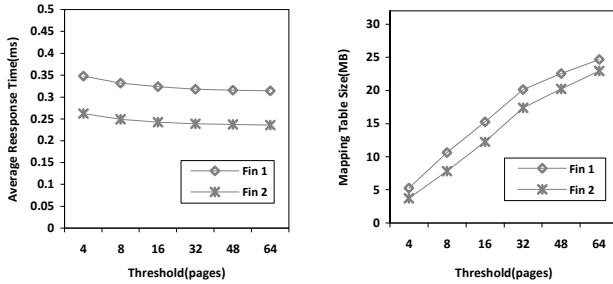 0.5
0.45
0.4
0.35
0.3
0.25
0.2
0.15
0.1
0.05
0
Average Reesponse Time(ms)
Fin 1
Fin 2
4 8 16 32 48 64
Threshold(pages)
30
25
20
15
10
5
0
Mapping Table Size(MB)
Fin 1
Fin 2
4 8 16 32 48 64
Threshold(pages)